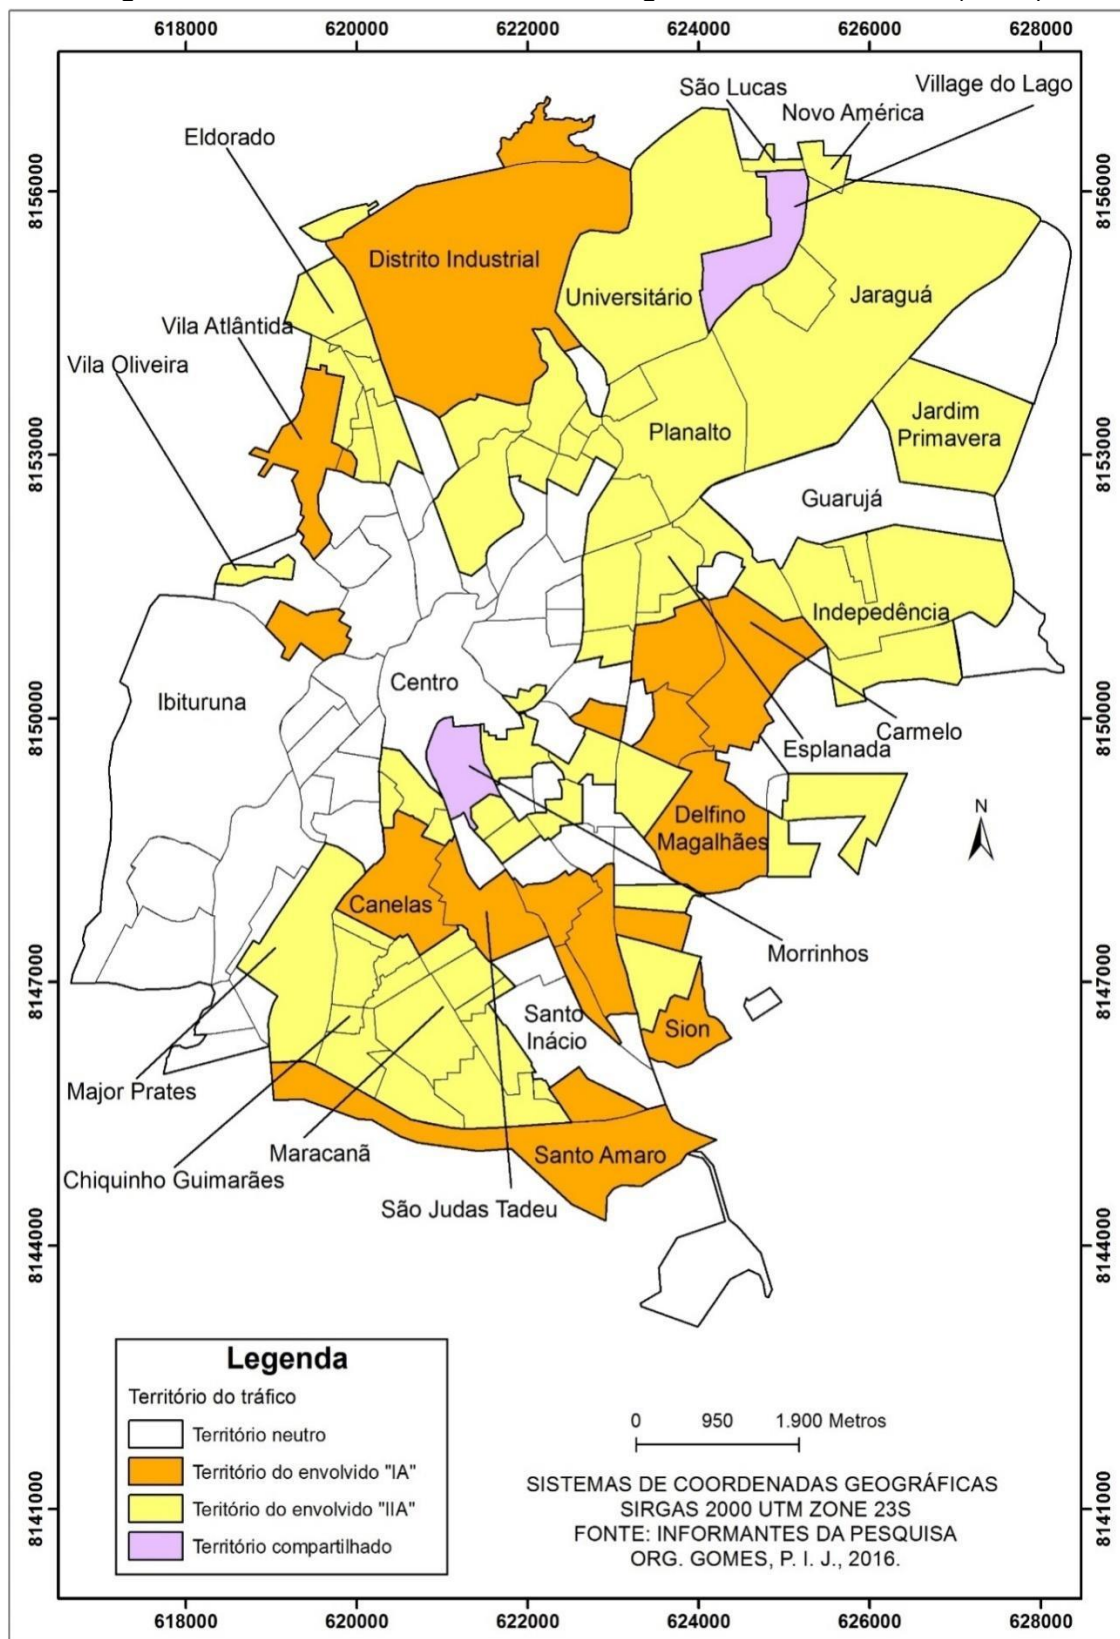 618000 620000 622000 624000 626000 628000
São Lucas
Village do Lago
Novo América
Eldorado
8156000
8156000
Distrito Industrial
Universitário
Jaraguá
Vila Atlântida
Vila Oliveira
Jardim
Primavera
Planalto
8153000
8153000
Guarujá
Indepedência
Centro
Ibituruna
8150000
8150000
Carmelo
Esplanada
Delfino
Magalhães
N
Canelas
Morrinhos
8147000
8147000
Santo
Inácio
Sion
Major Prates
Maracanã
Santo Amaro
Chiquinho Guimarães
São Judas Tadeu
8144000
8144000
Legenda
Território do tráfico
Território neutro
Território do envolvido "IA"
Teritório do envolvido "IIA"
Território compartilhado
0 950 1.900 Metros
SISTEMAS DE COORDENADAS GEOGRÁFICAS
SIRGAS 2000 UTM ZONE 23S
FONTE: INFORMANTES DA PESQUISA
ORG. GOMES, P. I. J., 2016.
8141000
8141000
618000 620000 622000 624000 626000 628000